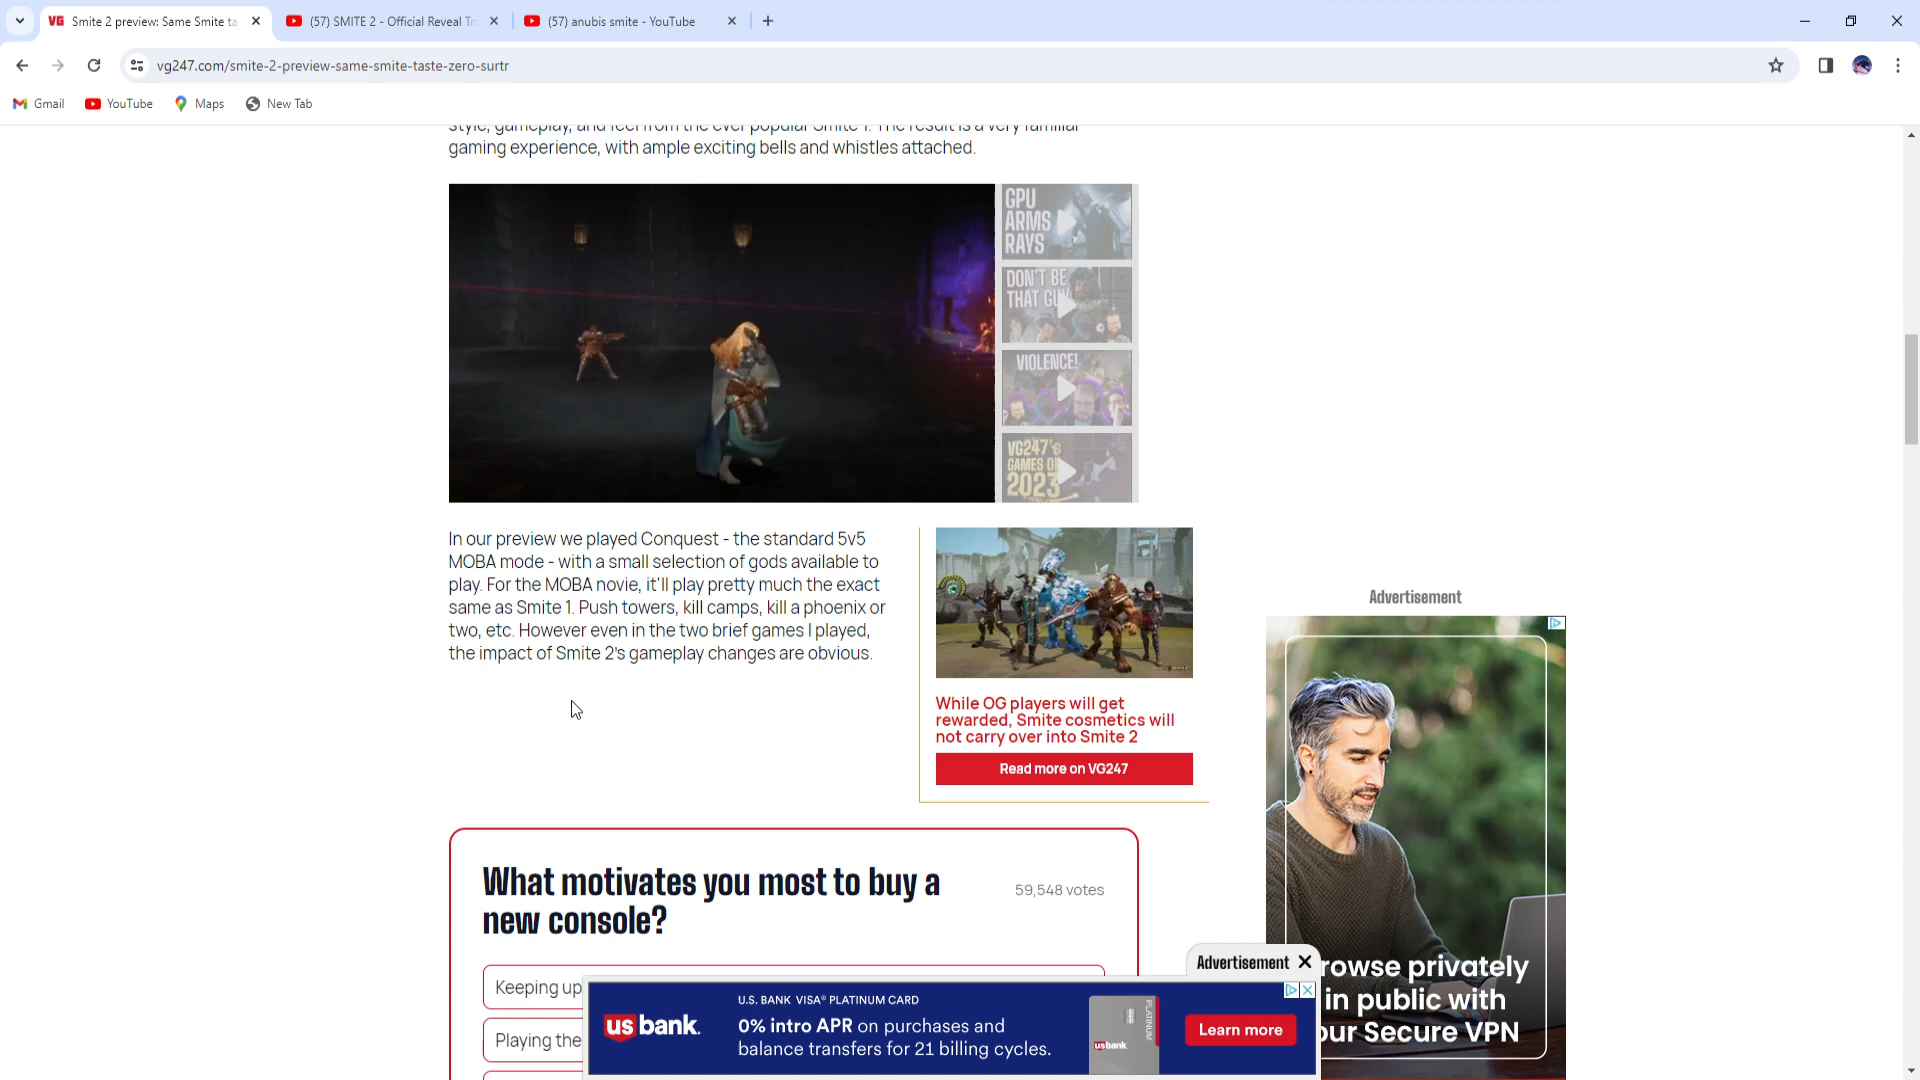 VG Smite 2 preview: Same Smite ta
(57) SMITE 2 - Official Reveal Tr
(57) anubis smite - YouTube
vg247.com/smite-2-preview-same-smite-taste-zero-surtr
Gmail YouTube Maps New Tab
style, gameplay, and feel from the ever popular Smite 1. The result is a very familiar
gaming experience, with ample exciting bells and whistles attached.
GPU
ARMS
RAYS
DON'T BE
THAT GUY
VIOLENCE!
VG247's
GAMES OF
2023
In our preview we played Conquest - the standard 5v5
MOBA mode - with a small selection of gods available to
play. For the MOBA novie, it'll play pretty much the exact
same as Smite 1. Push towers, kill camps, kill a phoenix or
two, etc. However even in the two brief games I played,
the impact of Smite 2's gameplay changes are obvious.
While OG players will get
rewarded, Smite cosmetics will
not carry over into Smite 2
Read more on VG247
Advertisement
What motivates you most to buy a
new console?
59,548 votes
Keeping up
Playing the
Advertisement
U.S. BANK VISA® PLATINUM CARD
us bank.
0% intro APR on purchases and
balance transfers for 21 billing cycles.
PLATINUM
usbank
Learn more
rowse privately
in public with
our Secure VPN